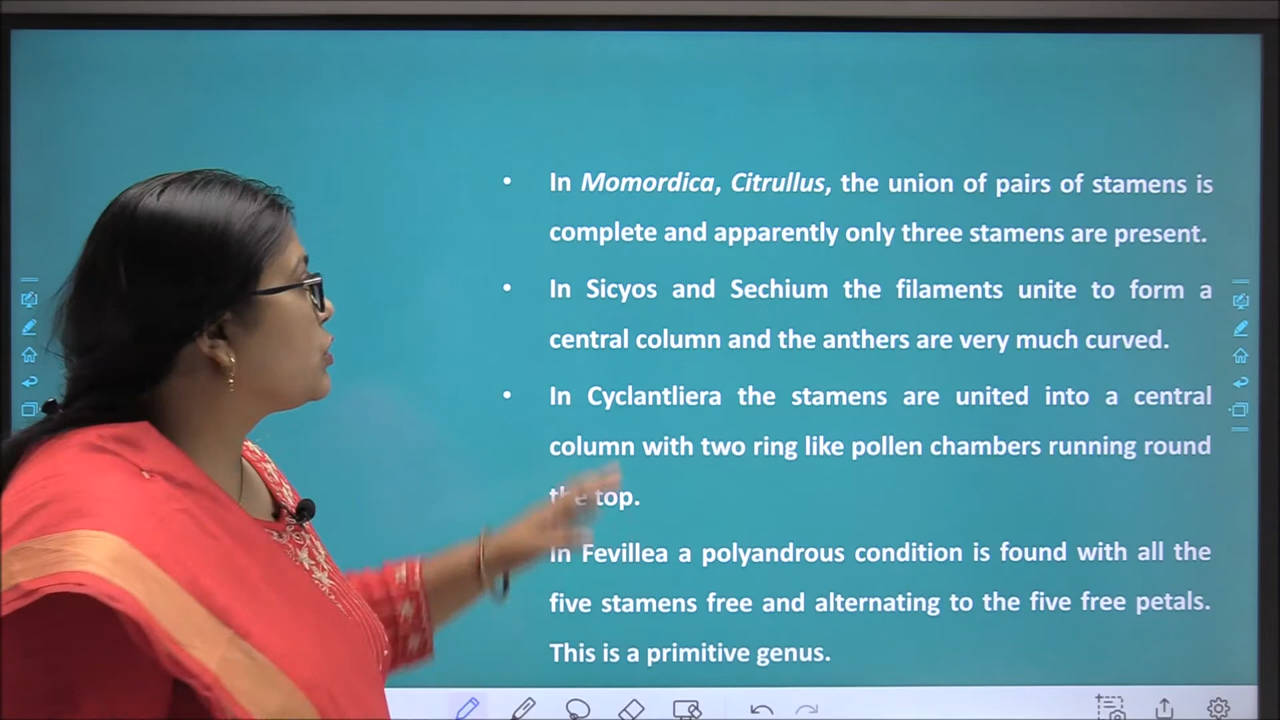 • In Momordica, Citrullus, the union of pairs of stamens is
complete and apparently only three stamens are present.
• In Sicyos and Sechium the filaments unite to form a
central column and the anthers are very much curved.
• In Cyclantliera the stamens are united into a central
column with two ring like pollen chambers running round
the top.
In Fevillea a polyandrous condition is found with all the
five stamens free and alternating to the five free petals.
This is a primitive genus.